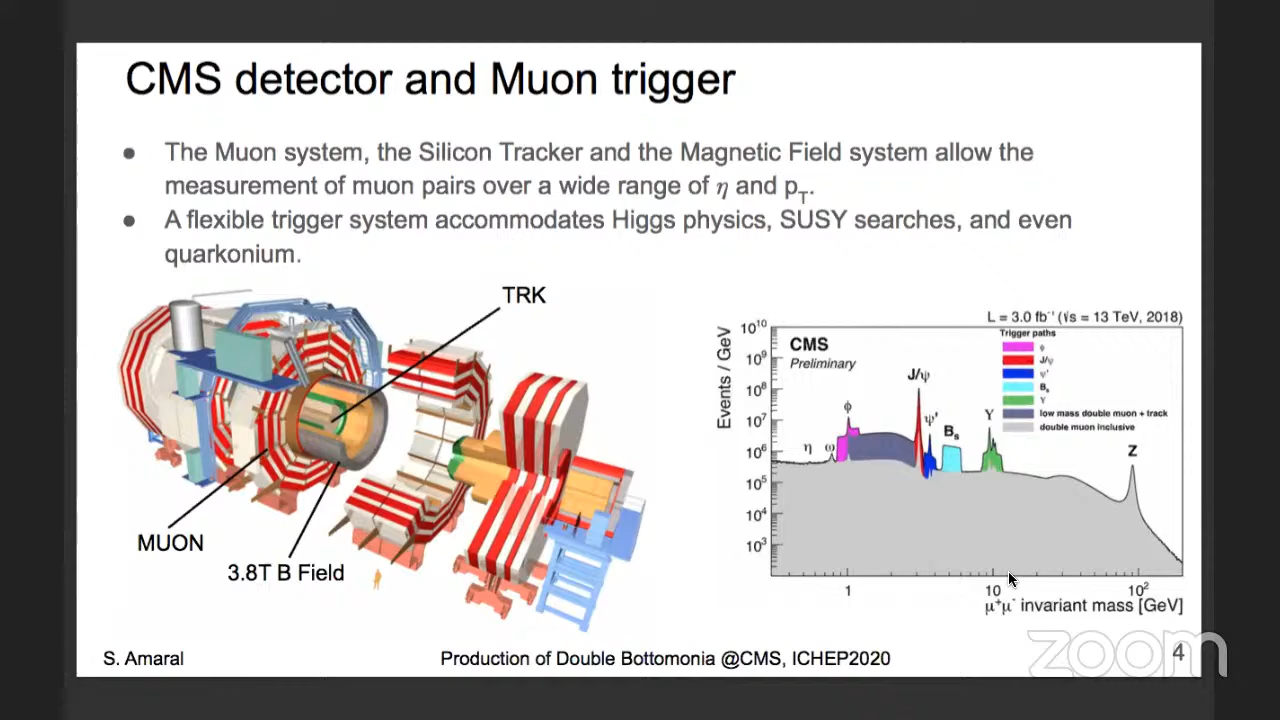 CMS detector and Muon trigger
● The Muon system, the Silicon Tracker and the Magnetic Field system allow the
measurement of muon pairs over a wide range of η and pT.
● A flexible trigger system accommodates Higgs physics, SUSY searches, and even
quarkonium.
TRK
MUON
3.8T B Field
L = 3.0 fb⁻¹ (√s = 13 TeV, 2018)
Events / GeV
10¹⁰
10⁹
10⁸
10⁷
10⁶
10⁵
10⁴
10³
CMS
Preliminary
Trigger paths
ϕ
J/ψ
ψ'
Bs
Υ
low mass double muon + track
double muon inclusive
η
ω
ϕ
J/ψ
ψ'
Bs
Υ
Z
1
10
10²
μ⁺μ⁻ invariant mass [GeV]
S. Amaral
Production of Double Bottomonia @CMS, ICHEP2020
4
zoom